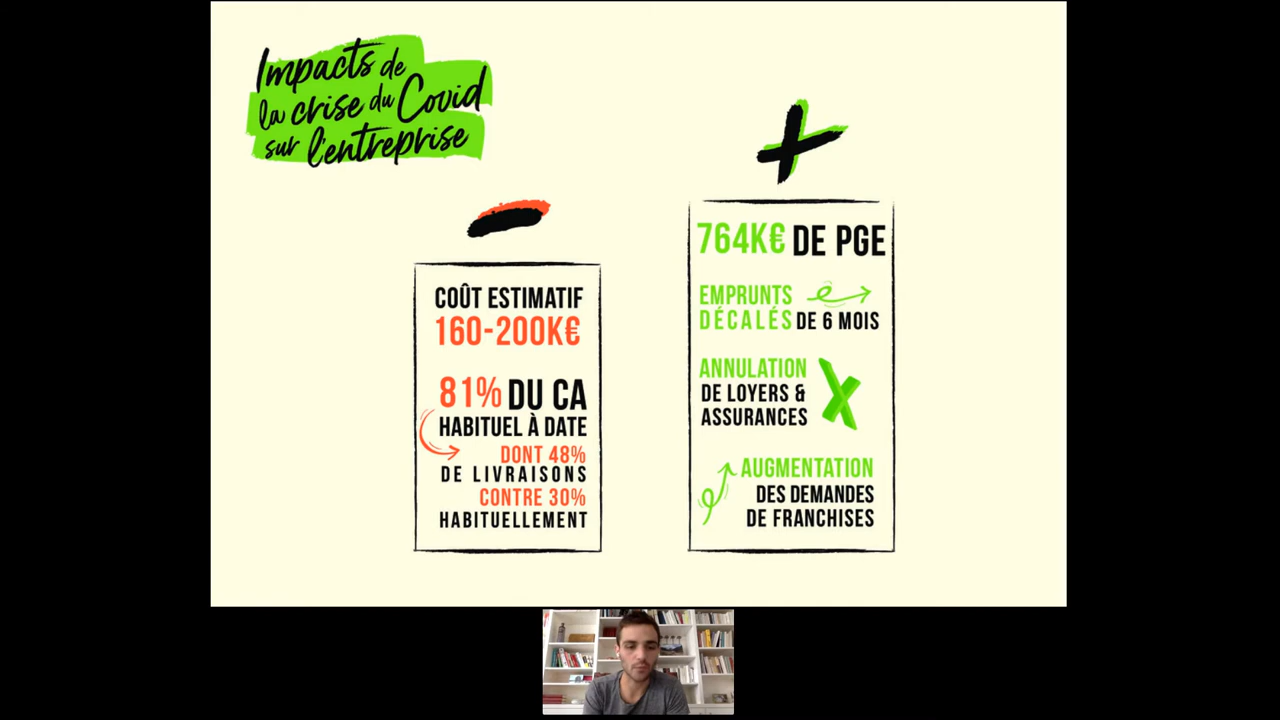 Impacts de
la crise du Covid
sur l'entreprise
COÛT ESTIMATIF
160-200K€
81% DU CA
HABITUEL À DATE
DONT 48%
DE LIVRAISONS
CONTRE 30%
HABITUELLEMENT
764K€ DE PGE
EMPRUNTS
DÉCALÉS DE 6 MOIS
ANNULATION
DE LOYERS &
ASSURANCES
AUGMENTATION
DES DEMANDES
DE FRANCHISES